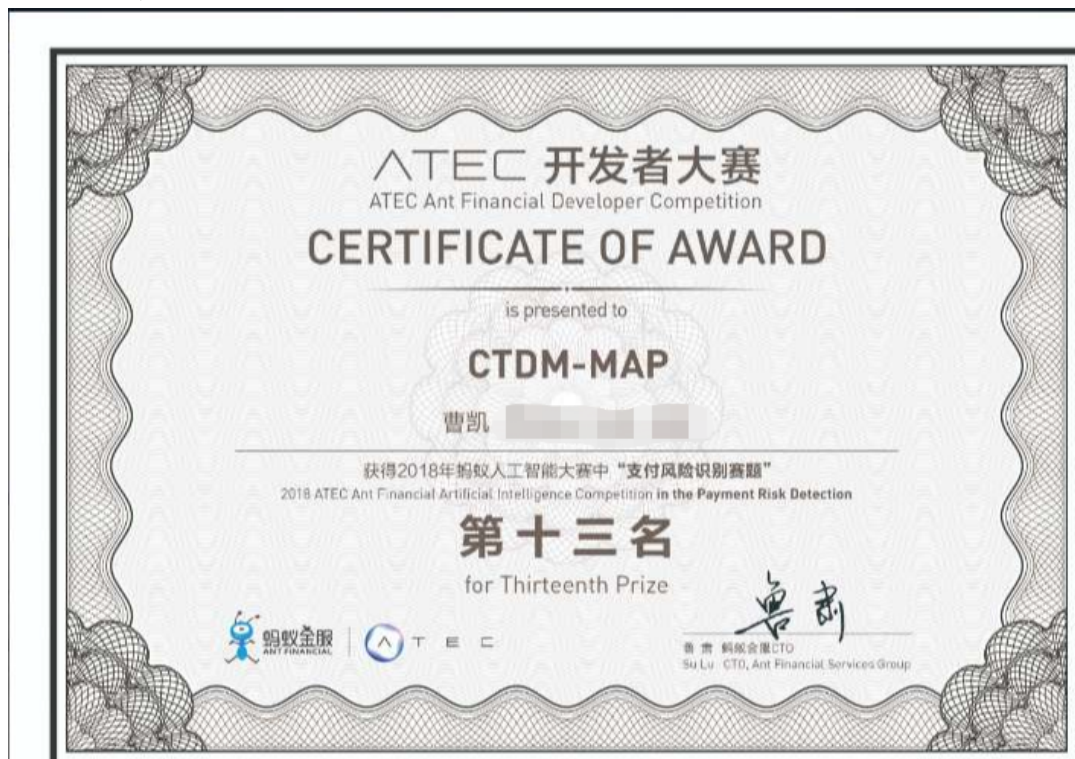 ATEC 开发者大赛
ATEC Ant Financial Developer Competition
CERTIFICATE OF AWARD
is presented to
CTDM-MAP
曹凯
获得2018年蚂蚁人工智能大赛中 “支付风险识别赛题”
2018 ATEC Ant Financial Artificial Intelligence Competition in the Payment Risk Detection
第十三名
for Thirteenth Prize
鲁肃
蚂蚁金服 ANT FINANCIAL
ATEC
鲁肃 蚂蚁金服CTO
Su Lu CTO, Ant Financial Services Group